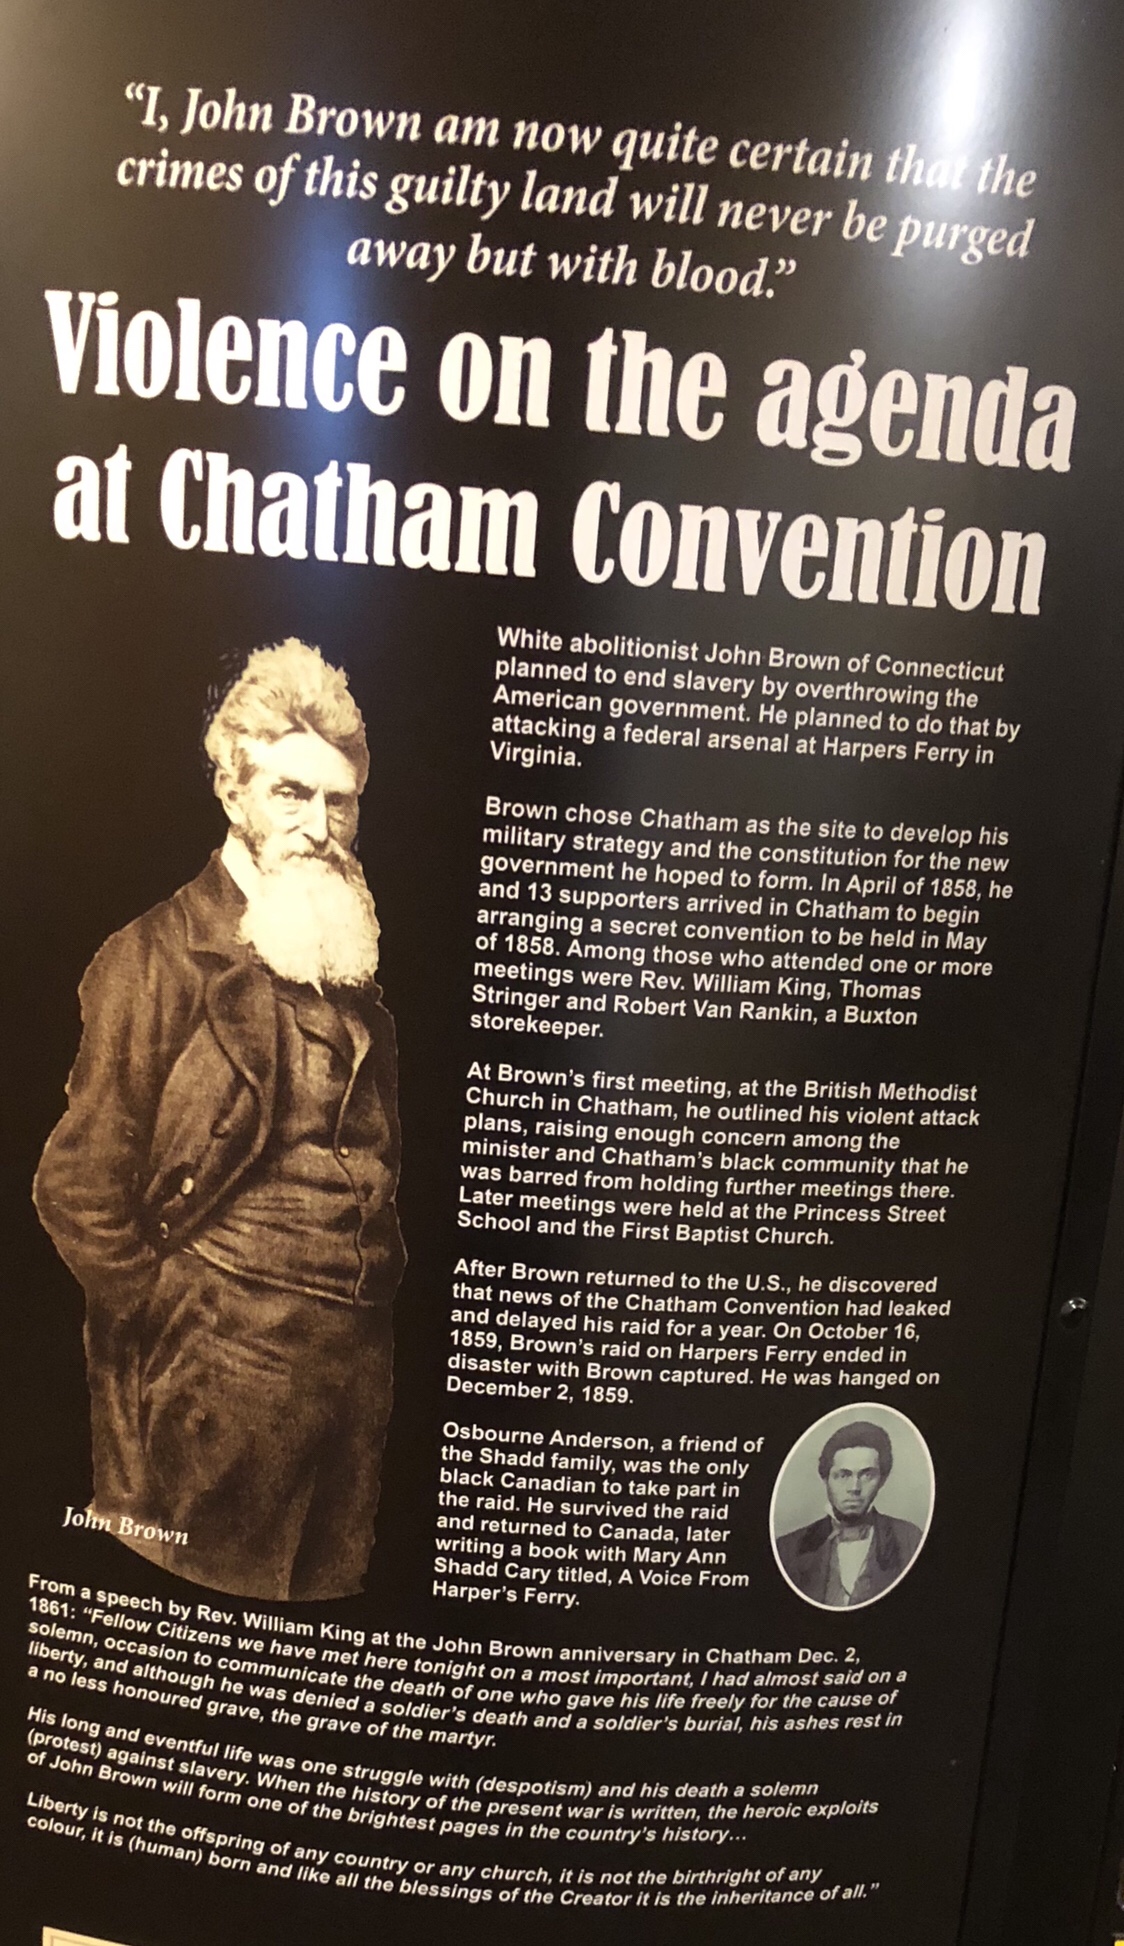 “I, John Brown am now quite certain that the
crimes of this guilty land will never be purged
away but with blood.”
Violence on the agenda
at Chatham Convention
White abolitionist John Brown of Connecticut
planned to end slavery by overthrowing the
American government. He planned to do that by
attacking a federal arsenal at Harpers Ferry in
Virginia.
Brown chose Chatham as the site to develop his
military strategy and the constitution for the new
government he hoped to form. In April of 1858, he
and 13 supporters arrived in Chatham to begin
arranging a secret convention to be held in May
of 1858. Among those who attended one or more
meetings were Rev. William King, Thomas
Stringer and Robert Van Rankin, a Buxton
storekeeper.
At Brown’s first meeting, at the British Methodist
Church in Chatham, he outlined his violent attack
plans, raising enough concern among the
minister and Chatham’s black community that he
was barred from holding further meetings there.
Later meetings were held at the Princess Street
School and the First Baptist Church.
After Brown returned to the U.S., he discovered
that news of the Chatham Convention had leaked
and delayed his raid for a year. On October 16,
1859, Brown’s raid on Harpers Ferry ended in
disaster with Brown captured. He was hanged on
December 2, 1859.
Osbourne Anderson, a friend of
the Shadd family, was the only
black Canadian to take part in
the raid. He survived the raid
and returned to Canada, later
writing a book with Mary Ann
Shadd Cary titled, A Voice From
Harper’s Ferry.
John Brown
From a speech by Rev. William King at the John Brown anniversary in Chatham Dec. 2,
1861: “Fellow Citizens we have met here tonight on a most important, I had almost said on a
solemn, occasion to communicate the death of one who gave his life freely for the cause of
liberty, and although he was denied a soldier’s death and a soldier’s burial, his ashes rest in
a no less honoured grave, the grave of the martyr.
His long and eventful life was one struggle with (despotism) and his death a solemn
(protest) against slavery. When the history of the present war is written, the heroic exploits
of John Brown will form one of the brightest pages in the country’s history...
Liberty is not the offspring of any country or any church, it is not the birthright of any
colour, it is (human) born and like all the blessings of the Creator it is the inheritance of all.”